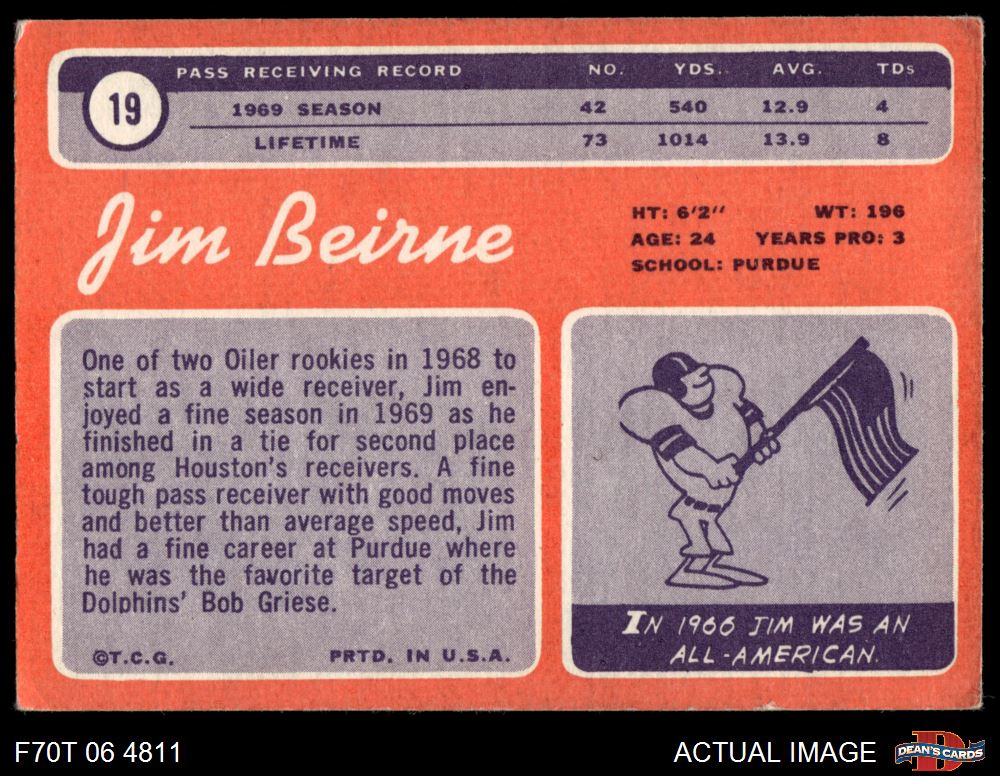 19
PASS RECEIVING RECORD NO. YDS. AVG. TDs
1969 SEASON 42 540 12.9 4
LIFETIME 73 1014 13.9 8
Jim Beirne
HT: 6'2" WT: 196
AGE: 24 YEARS PRO: 3
SCHOOL: PURDUE
One of two Oiler rookies in 1968 to
start as a wide receiver, Jim en-
joyed a fine season in 1969 as he
finished in a tie for second place
among Houston's receivers. A fine
tough pass receiver with good moves
and better than average speed, Jim
had a fine career at Purdue where
he was the favorite target of the
Dolphins' Bob Griese.
©T.C.G. PRTD. IN U.S.A.
IN 1966 JIM WAS AN
ALL-AMERICAN.
F70T 06 4811
ACTUAL IMAGE
D
DEAN'S CARDS